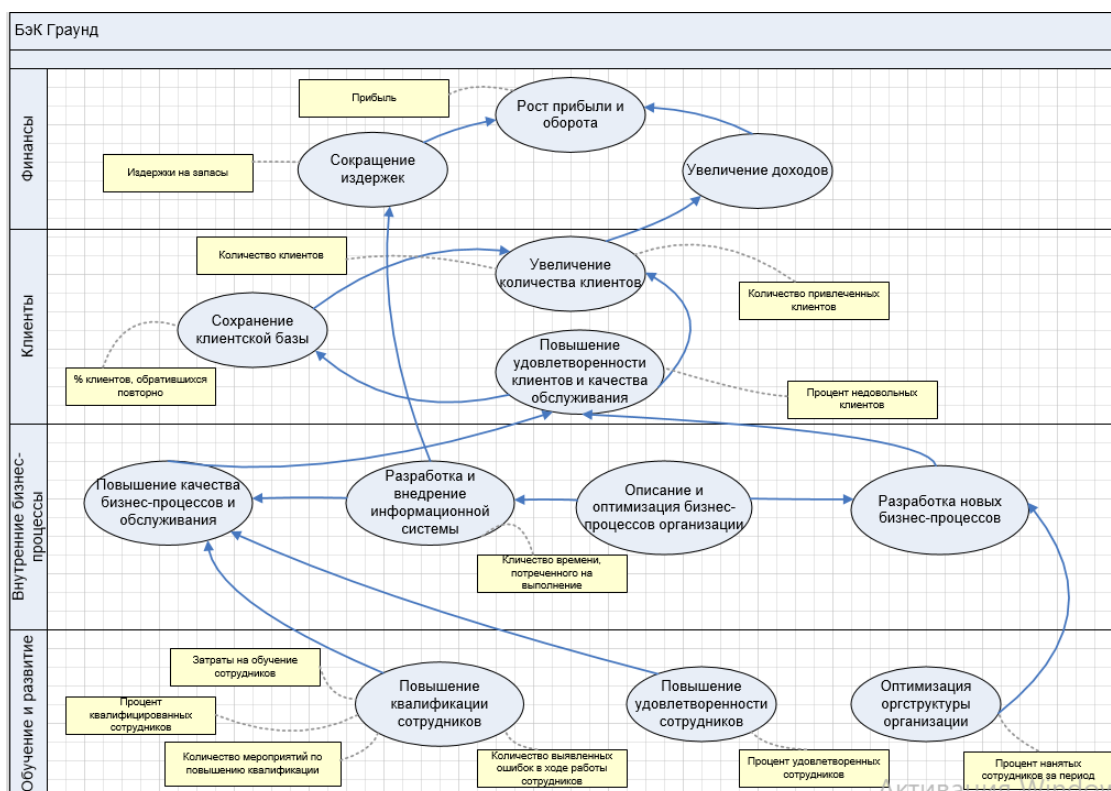 БэК Граунд
Финансы
Прибыль
Рост прибыли и
оборота
Издержки на запасы
Сокращение
издержек
Увеличение доходов
Клиенты
Количество клиентов
Увеличение
количества клиентов
Количество привлеченных
клиентов
Сохранение
клиентской базы
Повышение
удовлетворенности
клиентов и качества
обслуживания
% клиентов, обратившихся
повторно
Процент недовольных
клиентов
Внутренние бизнес-
процессы
Повышение качества
бизнес-процессов и
обслуживания
Разработка и
внедрение
информационной
системы
Описание и
оптимизация бизнес-
процессов организации
Разработка новых
бизнес-процессов
Кличество времени,
потреченного на
выполнение
Обучение и развитие
Затраты на обучение
сотрудников
Процент
квалифицированных
сотрудников
Количество мероприятий по
повышению квалификации
Повышение
квалификации
сотрудников
Количество выявленных
ошибок в ходе работы
сотрудников
Повышение
удовлетворенности
сотрудников
Процент удовлетворенных
сотрудников
Оптимизация
оргструктуры
организации
Процент нанятых
сотрудников за период
Активация Windows